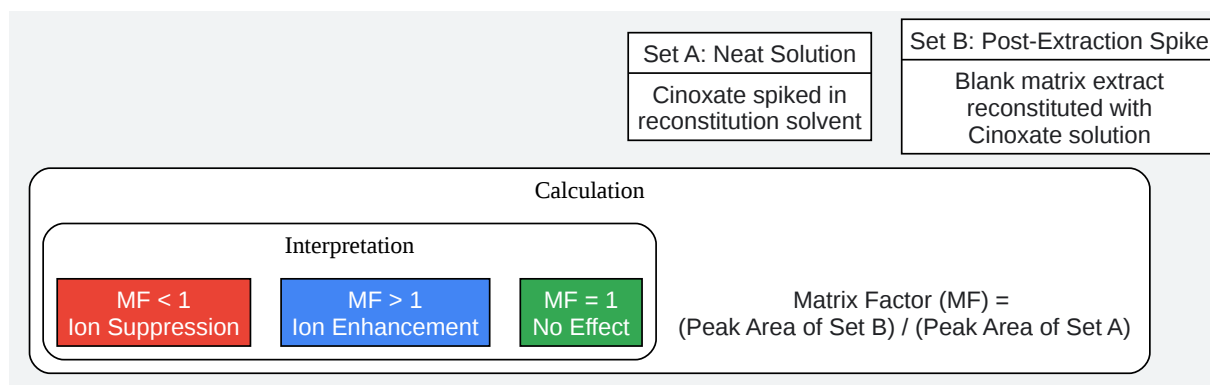 Set A: Neat Solution
Cinoxate spiked in
reconstitution solvent
Set B: Post-Extraction Spike
Blank matrix extract
reconstituted with
Cinoxate solution
Calculation
Interpretation
MF < 1
Ion Suppression
MF > 1
Ion Enhancement
MF = 1
No Effect
Matrix Factor (MF) =
(Peak Area of Set B) / (Peak Area of Set A)